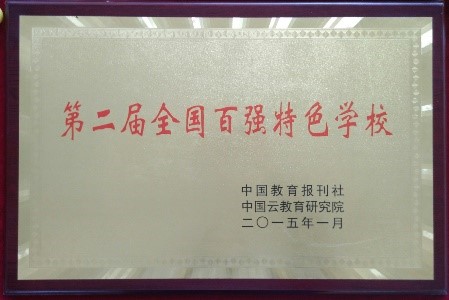 第二届全国百强特色学校
中国教育报刊社
中国云教育研究院
二〇一五年一月